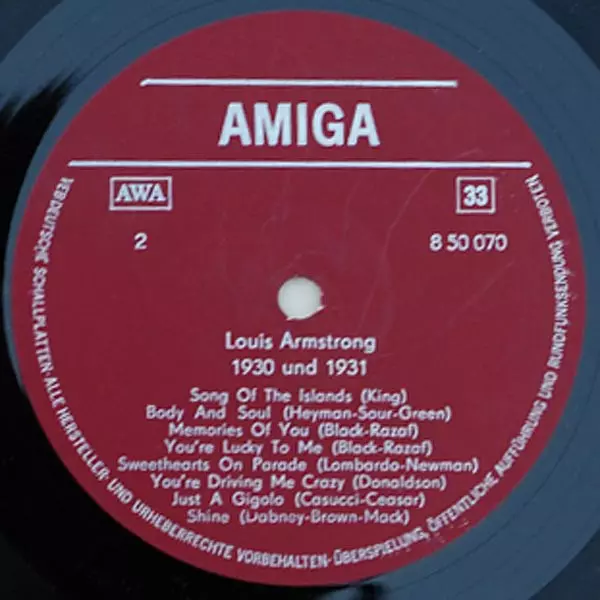 AMIGA
AWA
33
2
8 50 070
Louis Armstrong
1930 und 1931
Song Of The Islands (King)
Body And Soul (Heyman-Sour-Green)
Memories Of You (Black-Razaf)
You're Lucky To Me (Black-Razaf)
Sweethearts On Parade (Lombardo-Newman)
You're Driving Me Crazy (Donaldson)
Just A Gigolo (Casucci-Ceasar)
Shine (Dabney-Brown-Mack)
VEB DEUTSCHE SCHALLPLATTEN·ALLE HERSTELLER- UND URHEBERRECHTE VORBEHALTEN·ÜBERSPIELUNG, ÖFFENTLICHE AUFFÜHRUNG UND RUNDFUNKSENDUNG VERBOTEN